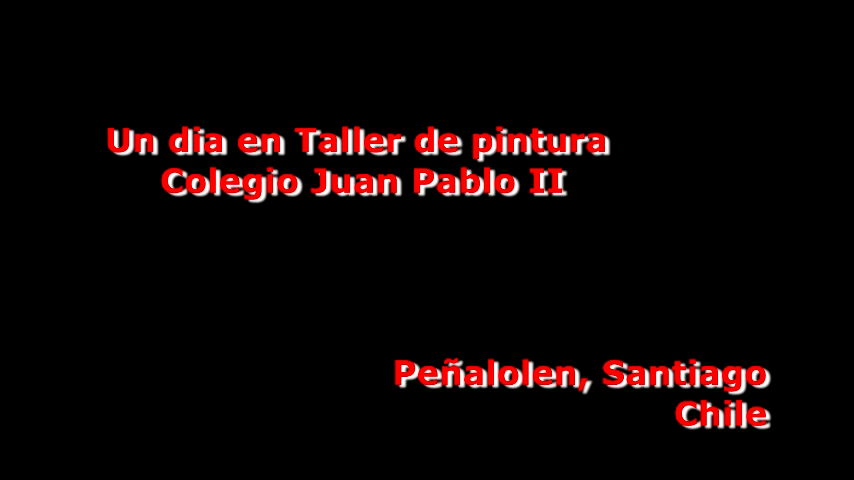 Un dia en Taller de pintura
Colegio Juan Pablo II
Peñalolen, Santiago
Chile